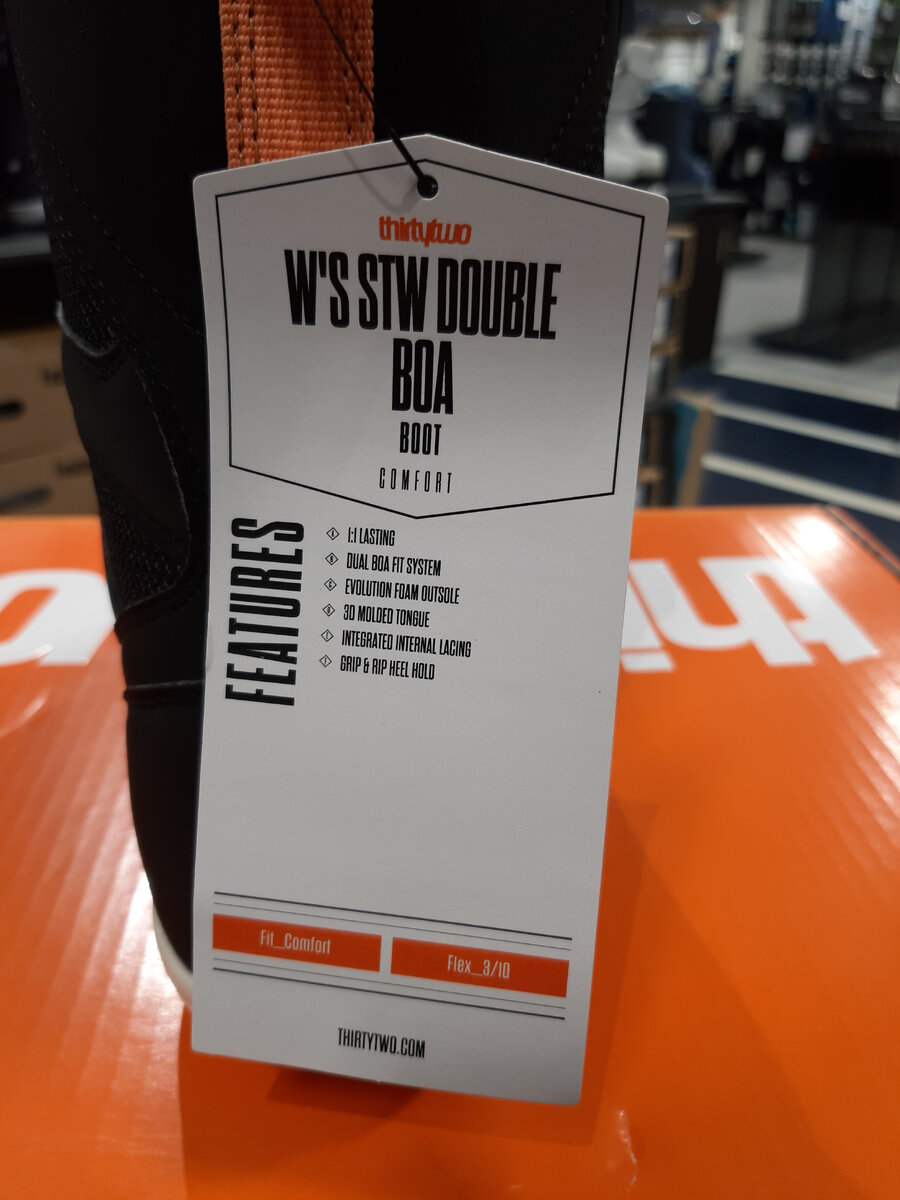 thirtytwo
W'S STW DOUBLE
BOA
BOOT
COMFORT
FEATURES
A 1:1 LASTING
B DUAL BOA FIT SYSTEM
C EVOLUTION FOAM OUTSOLE
D 3D MOLDED TONGUE
E INTEGRATED INTERNAL LACING
F GRIP & RIP HEEL HOLD
Fit_Comfort
Flex_3/10
THIRTYTWO.COM
thi